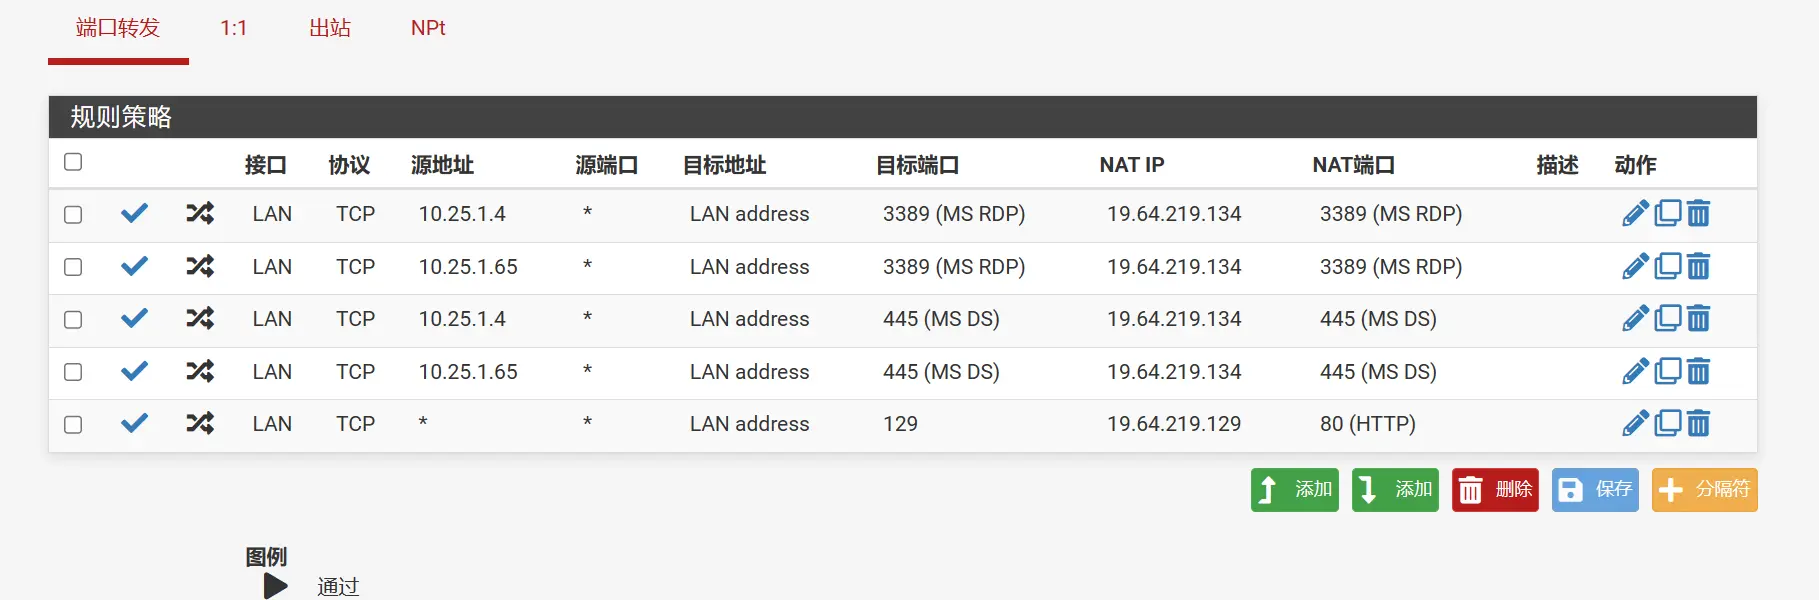 端口转发 1:1 出站 NPt
规则策略
接口 协议 源地址 源端口 目标地址 目标端口 NAT IP NAT端口 描述 动作
LAN TCP 10.25.1.4 * LAN address 3389 (MS RDP) 19.64.219.134 3389 (MS RDP)
LAN TCP 10.25.1.65 * LAN address 3389 (MS RDP) 19.64.219.134 3389 (MS RDP)
LAN TCP 10.25.1.4 * LAN address 445 (MS DS) 19.64.219.134 445 (MS DS)
LAN TCP 10.25.1.65 * LAN address 445 (MS DS) 19.64.219.134 445 (MS DS)
LAN TCP * * LAN address 129 19.64.219.129 80 (HTTP)
添加 添加 删除 保存 分隔符
图例
通过